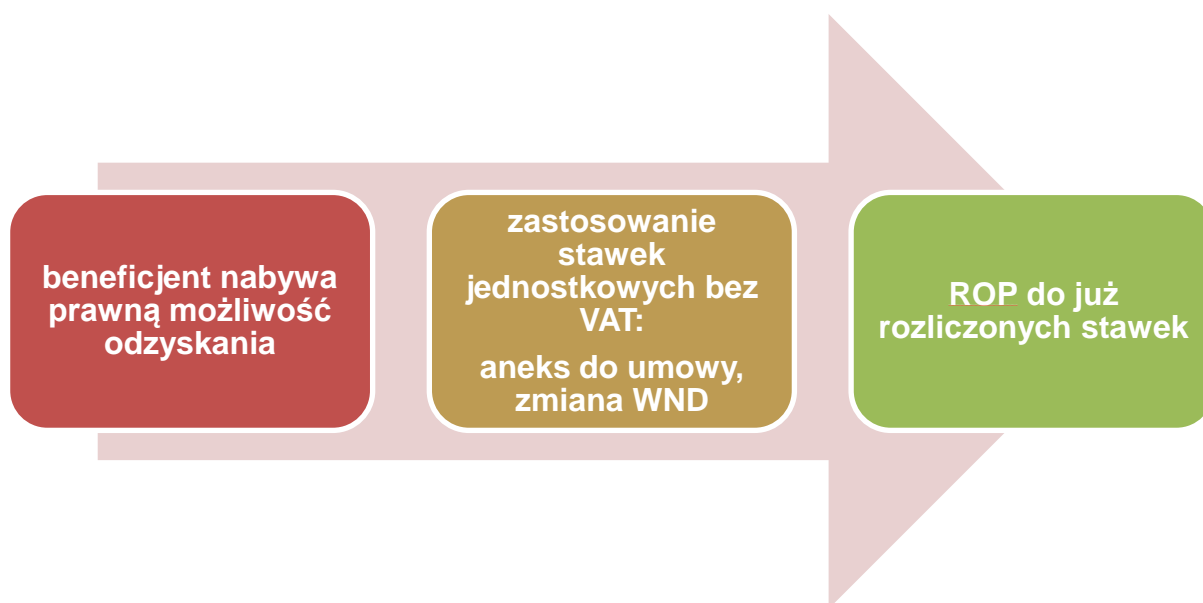 beneficjent nabywa
prawną możliwość
odzyskania
zastosowanie
stawek
jednostkowych bez
VAT:
aneks do umowy,
zmiana WND
ROP do już
rozliczonych stawek